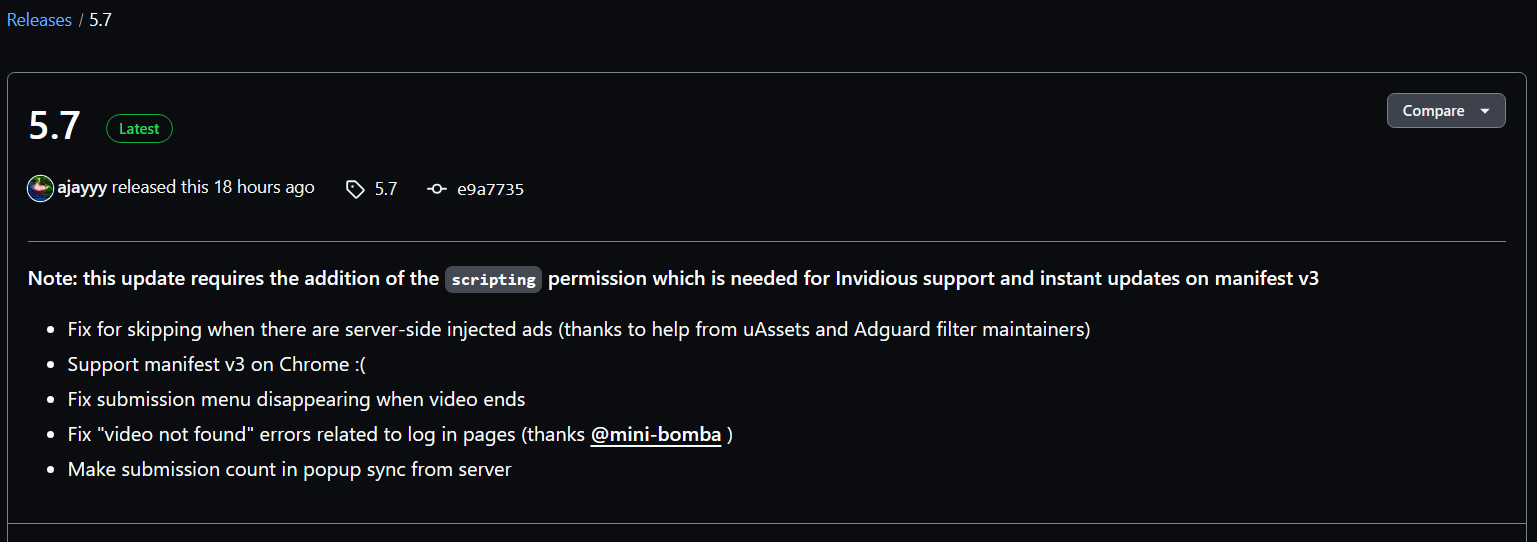 Releases / 5.7
5.7 Latest
Compare
ajayyy released this 18 hours ago 5.7 e9a7735
Note: this update requires the addition of the scripting permission which is needed for Invidious support and instant updates on manifest v3
• Fix for skipping when there are server-side injected ads (thanks to help from uAssets and Adguard filter maintainers)
• Support manifest v3 on Chrome :(
• Fix submission menu disappearing when video ends
• Fix "video not found" errors related to log in pages (thanks @mini-bomba )
• Make submission count in popup sync from server